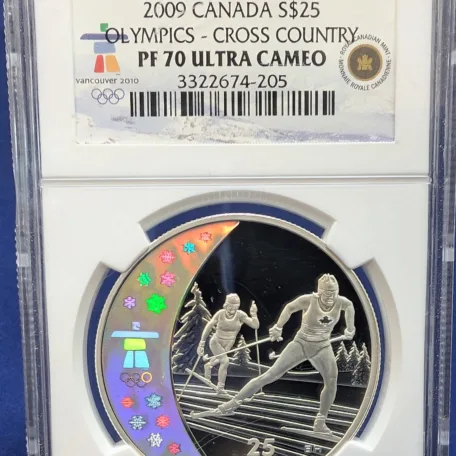 2009 CANADA S$25
OLYMPICS - CROSS COUNTRY
PF 70 ULTRA CAMEO
3322674-205
vancouver 2010
ROYAL CANADIAN MINT
MONNAIE ROYALE CANADIENNE
25